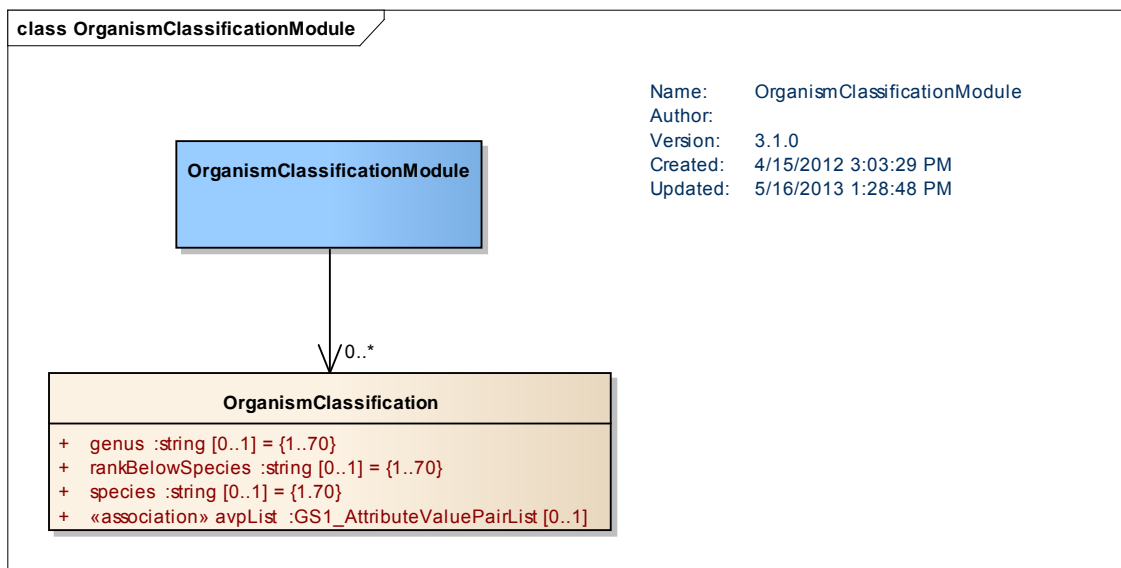 class OrganismClassificationModule
Name: OrganismClassificationModule
Author:
Version: 3.1.0
Created: 4/15/2012 3:03:29 PM
Updated: 5/16/2013 1:28:48 PM
OrganismClassificationModule
0..*
OrganismClassification
+ genus :string [0..1] = {1..70}
+ rankBelowSpecies :string [0..1] = {1..70}
+ species :string [0..1] = {1.70}
+ «association» avpList :GS1_AttributeValuePairList [0..1]